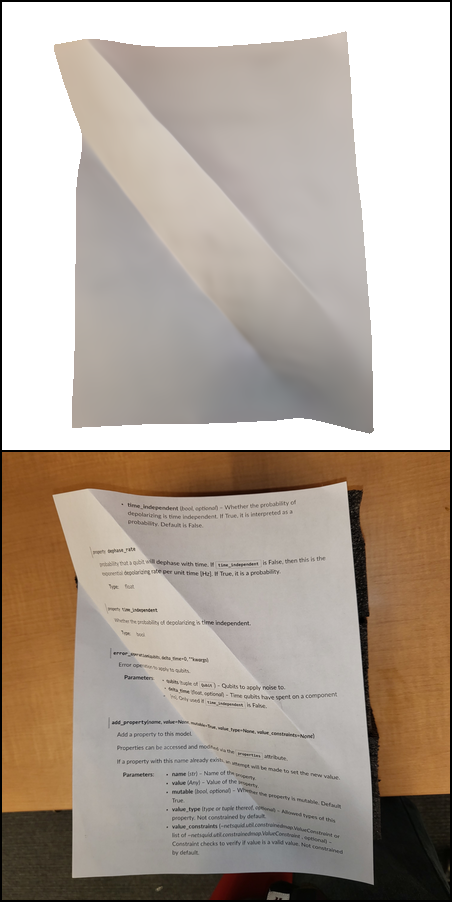 • time_independent (bool, optional) – Whether the probability of
depolarizing is time independent. If True, it is interpreted as a
probability. Default is False.
property dephase_rate
probability that a qubit will dephase with time. If time_independent is False, then this is the
exponential depolarizing rate per unit time [Hz]. If True, it is a probability.
Type: float
property time_independent
Whether the probability of depolarizing is time independent.
Type: bool
error_operation(qubits, delta_time=0, **kwargs)
Error operation to apply to qubits.
Parameters: • qubits (tuple of Qubit) – Qubits to apply noise to.
• delta_time (float, optional) – Time qubits have spent on a component
[ns]. Only used if time_independent is False.
add_property(name, value=None, mutable=True, value_type=None, value_constraints=None)
Add a property to this model.
Properties can be accessed and modified via the properties attribute.
If a property with this name already exists, an attempt will be made to set the new value.
Parameters: • name (str) – Name of the property.
• value (Any) – Value of the property.
• mutable (bool, optional) – Whether the property is mutable. Default
True.
• value_type (type or tuple thereof, optional) – Allowed types of this
property. Not constrained by default.
• value_constraints (~netsquid.util.constrainedmap.ValueConstraint or
list of ~netsquid.util.constrainedmap.ValueConstraint , optional) –
Constraint checks to verify if value is a valid value. Not constrained
by default.